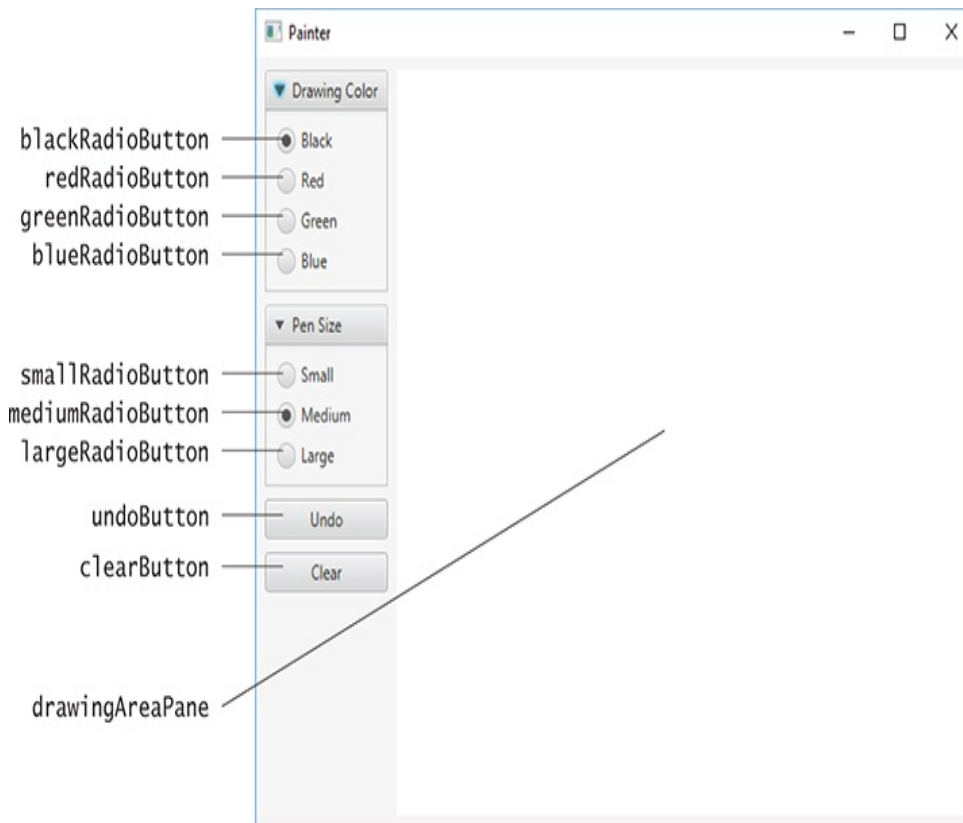 Painter
Drawing Color
blackRadioButton
Black
redRadioButton
Red
greenRadioButton
Green
blueRadioButton
Blue
Pen Size
smallRadioButton
Small
mediumRadioButton
Medium
largeRadioButton
Large
undoButton
Undo
clearButton
Clear
drawingAreaPane